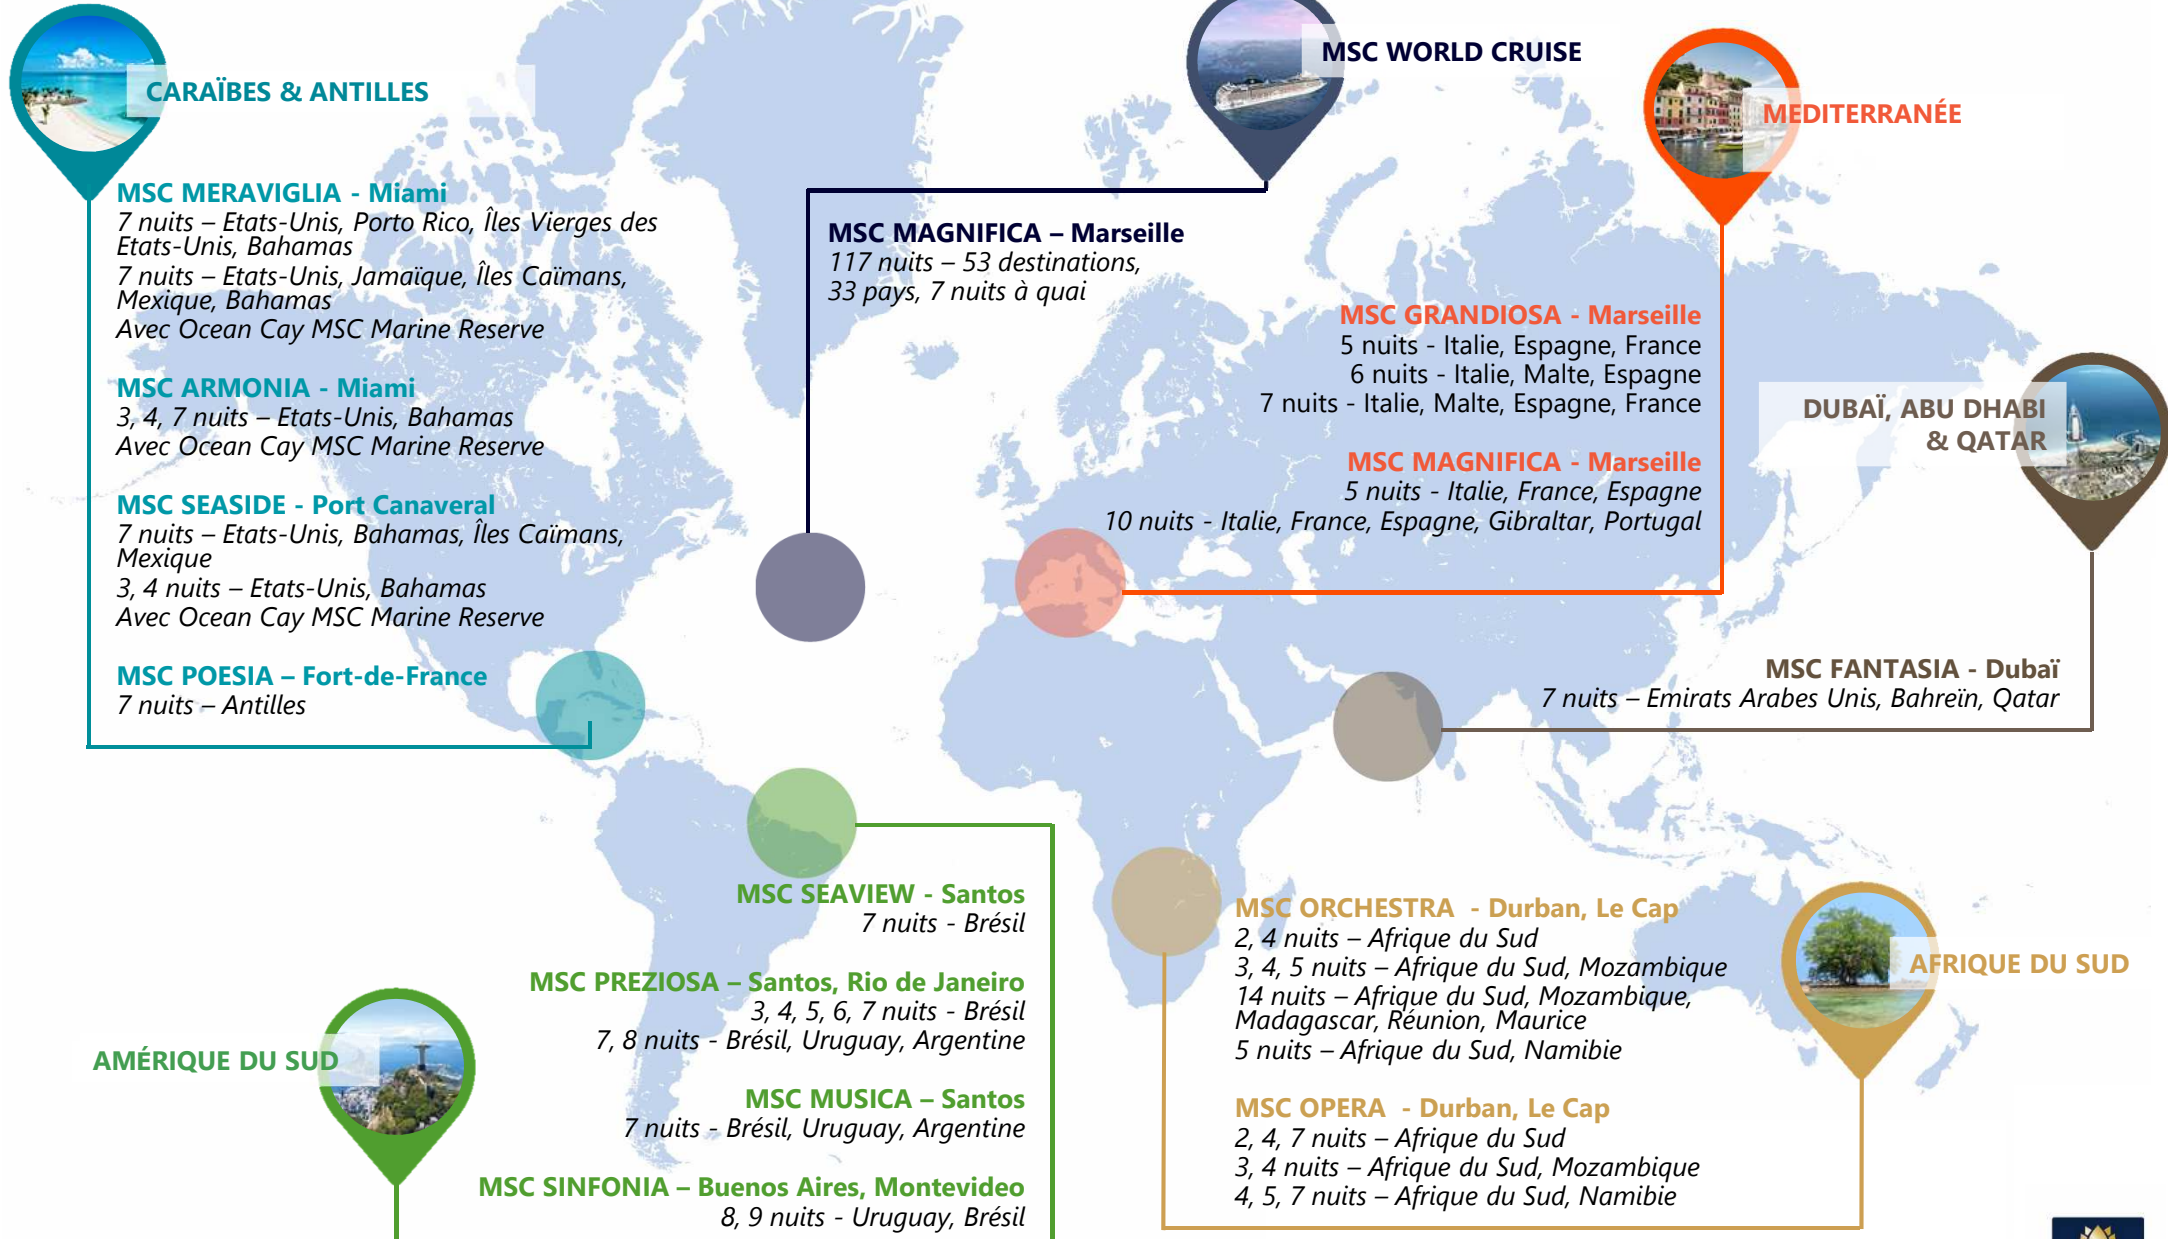 CARAÏBES & ANTILLES
MSC MERAVIGLIA - Miami
7 nuits – Etats-Unis, Porto Rico, Îles Vierges des
Etats-Unis, Bahamas
7 nuits – Etats-Unis, Jamaïque, Îles Caïmans,
Mexique, Bahamas
Avec Ocean Cay MSC Marine Reserve
MSC ARMONIA - Miami
3, 4, 7 nuits – Etats-Unis, Bahamas
Avec Ocean Cay MSC Marine Reserve
MSC SEASIDE - Port Canaveral
7 nuits – Etats-Unis, Bahamas, Îles Caïmans,
Mexique
3, 4 nuits – Etats-Unis, Bahamas
Avec Ocean Cay MSC Marine Reserve
MSC POESIA – Fort-de-France
7 nuits – Antilles
MSC WORLD CRUISE
MSC MAGNIFICA – Marseille
117 nuits – 53 destinations,
33 pays, 7 nuits à quai
MEDITERRANÉE
MSC GRANDIOSA - Marseille
5 nuits - Italie, Espagne, France
6 nuits - Italie, Malte, Espagne
7 nuits - Italie, Malte, Espagne, France
MSC MAGNIFICA - Marseille
5 nuits - Italie, France, Espagne
10 nuits - Italie, France, Espagne, Gibraltar, Portugal
DUBAÏ, ABU DHABI
& QATAR
MSC FANTASIA - Dubaï
7 nuits – Emirats Arabes Unis, Bahreïn, Qatar
AMÉRIQUE DU SUD
MSC SEAVIEW - Santos
7 nuits - Brésil
MSC PREZIOSA – Santos, Rio de Janeiro
3, 4, 5, 6, 7 nuits - Brésil
7, 8 nuits - Brésil, Uruguay, Argentine
MSC MUSICA – Santos
7 nuits - Brésil, Uruguay, Argentine
MSC SINFONIA – Buenos Aires, Montevideo
8, 9 nuits - Uruguay, Brésil
AFRIQUE DU SUD
MSC ORCHESTRA - Durban, Le Cap
2, 4 nuits – Afrique du Sud
3, 4, 5 nuits – Afrique du Sud, Mozambique
14 nuits – Afrique du Sud, Mozambique,
Madagascar, Réunion, Maurice
5 nuits – Afrique du Sud, Namibie
MSC OPERA - Durban, Le Cap
2, 4, 7 nuits – Afrique du Sud
3, 4 nuits – Afrique du Sud, Mozambique
4, 5, 7 nuits – Afrique du Sud, Namibie